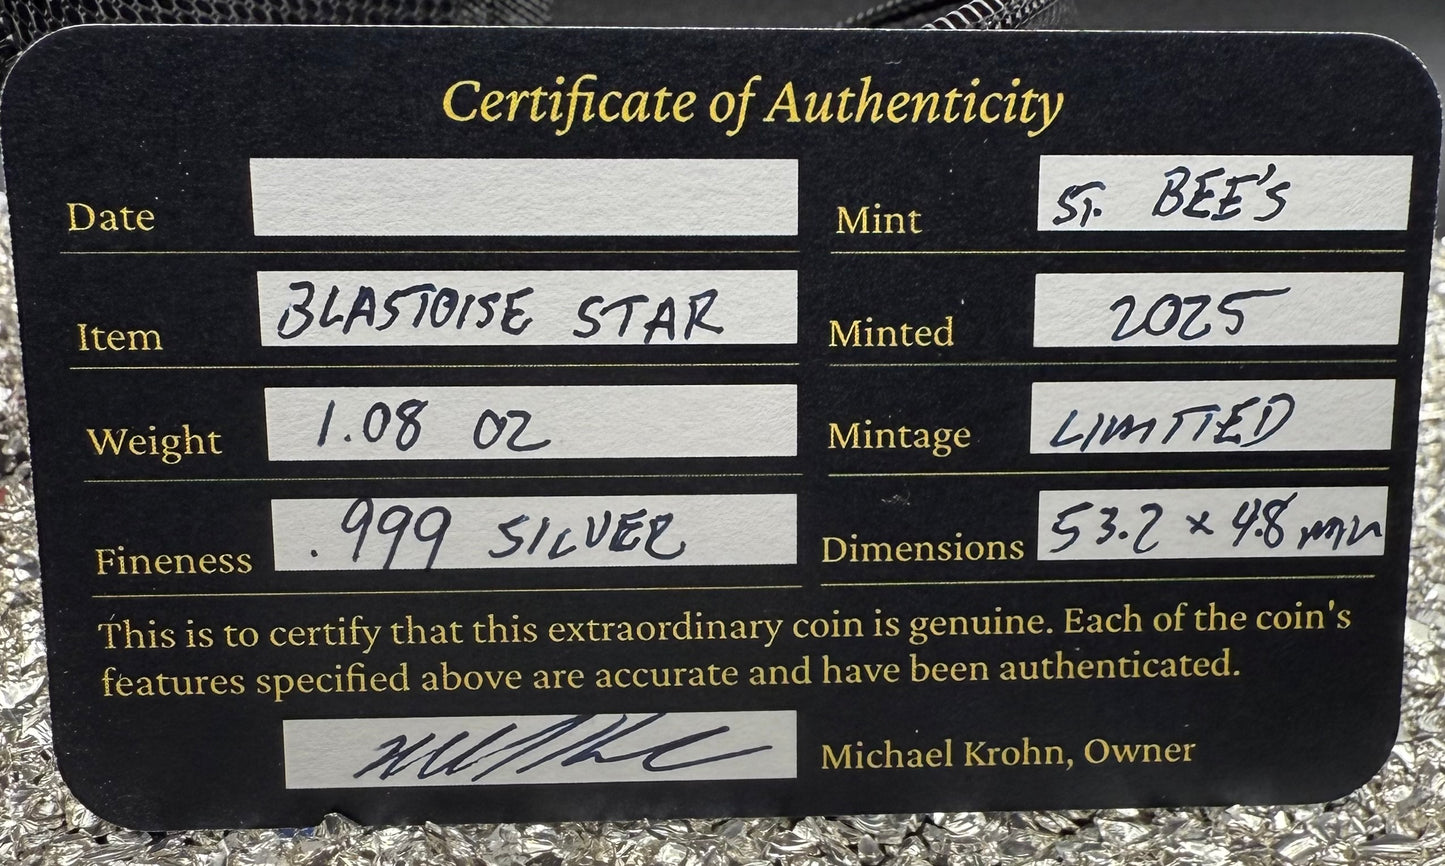 Certificate of Authenticity
Date
Mint ST. BEE'S
Item BLASTOISE STAR
Minted 2025
Weight 1.08 OZ
Mintage LIMITED
Fineness .999 SILVER
Dimensions 53.2 x 4.8 mm
This is to certify that this extraordinary coin is genuine. Each of the coin's
features specified above are accurate and have been authenticated.
Michael Krohn, Owner